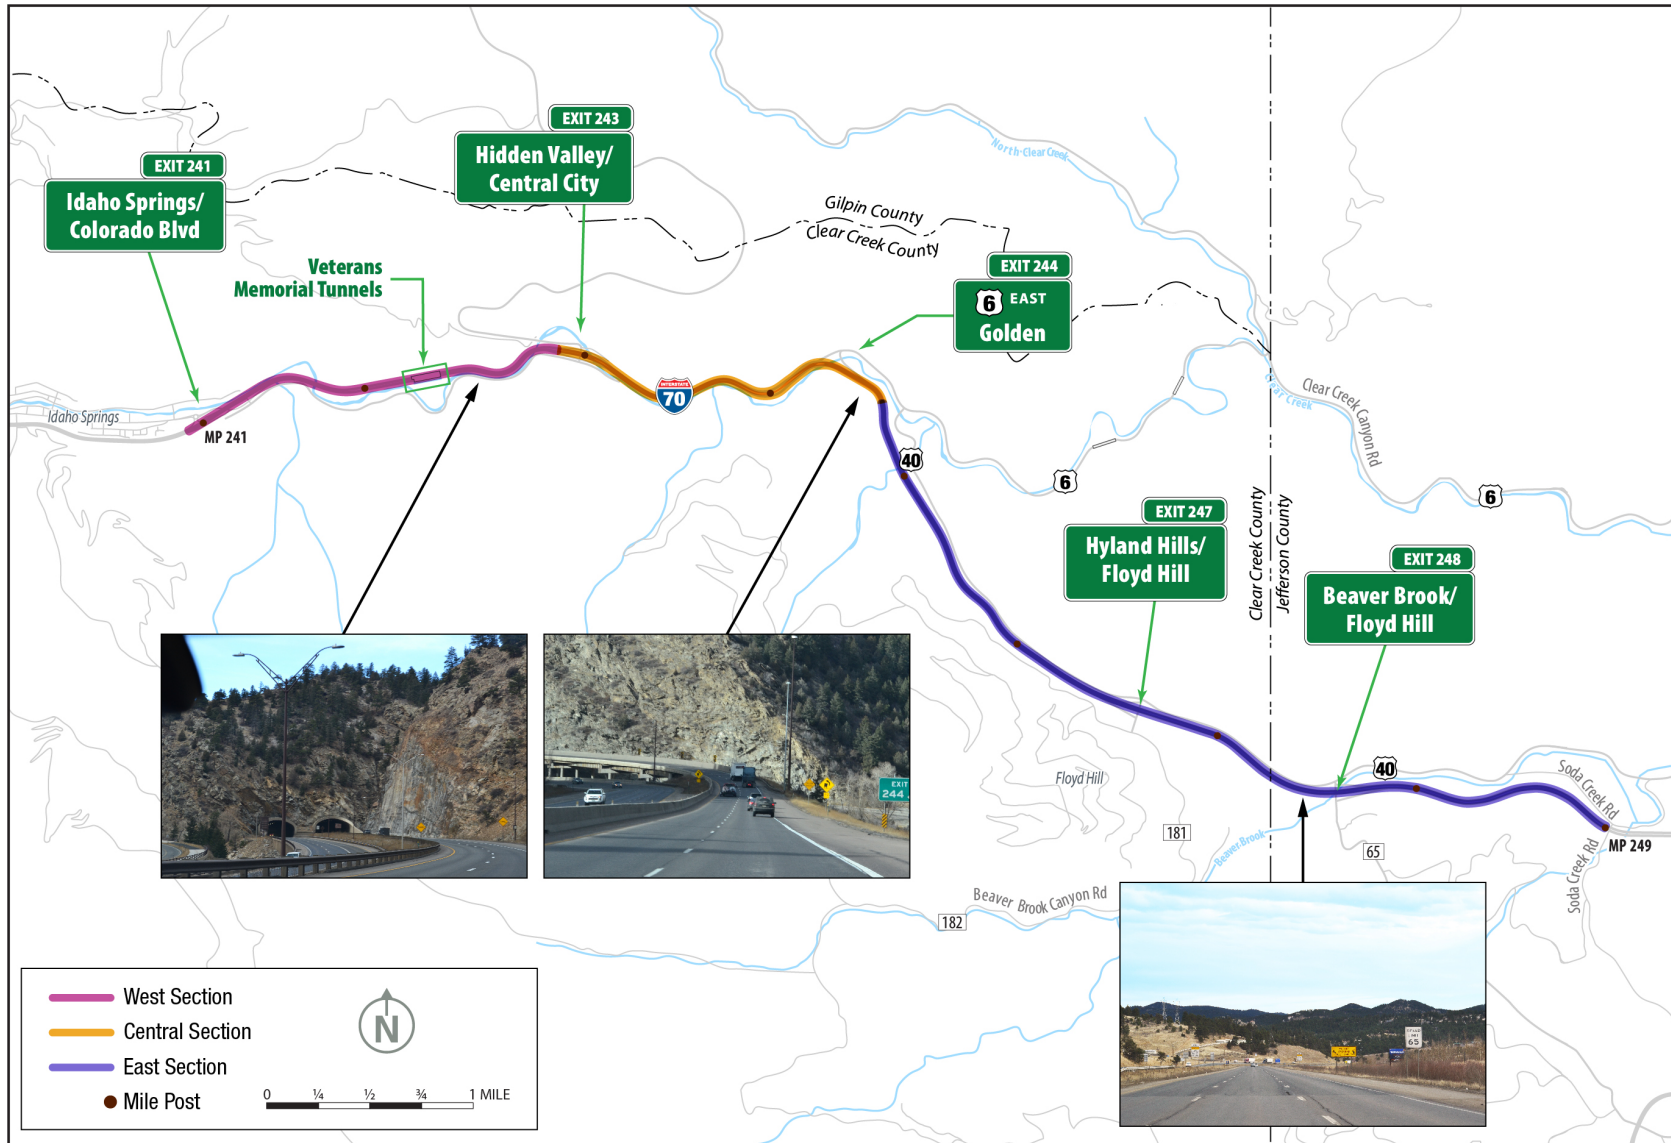 EXIT 241
Idaho Springs/
Colorado Blvd
EXIT 243
Hidden Valley/
Central City
Veterans
Memorial Tunnels
Gilpin County
Clear Creek County
North Clear Creek
EXIT 244
6 EAST
Golden
Idaho Springs
MP 241
INTERSTATE
70
40
6
Clear Creek
Clear Creek Canyon Rd
6
EXIT 247
Hyland Hills/
Floyd Hill
Clear Creek County
Jefferson County
EXIT 248
Beaver Brook/
Floyd Hill
Floyd Hill
40
Soda Creek Rd
MP 249
Soda Creek Rd
181
65
Beaver Brook
Beaver Brook Canyon Rd
182
EXIT
244
65
West Section
Central Section
East Section
Mile Post
N
0 ¼ ½ ¾ 1 MILE